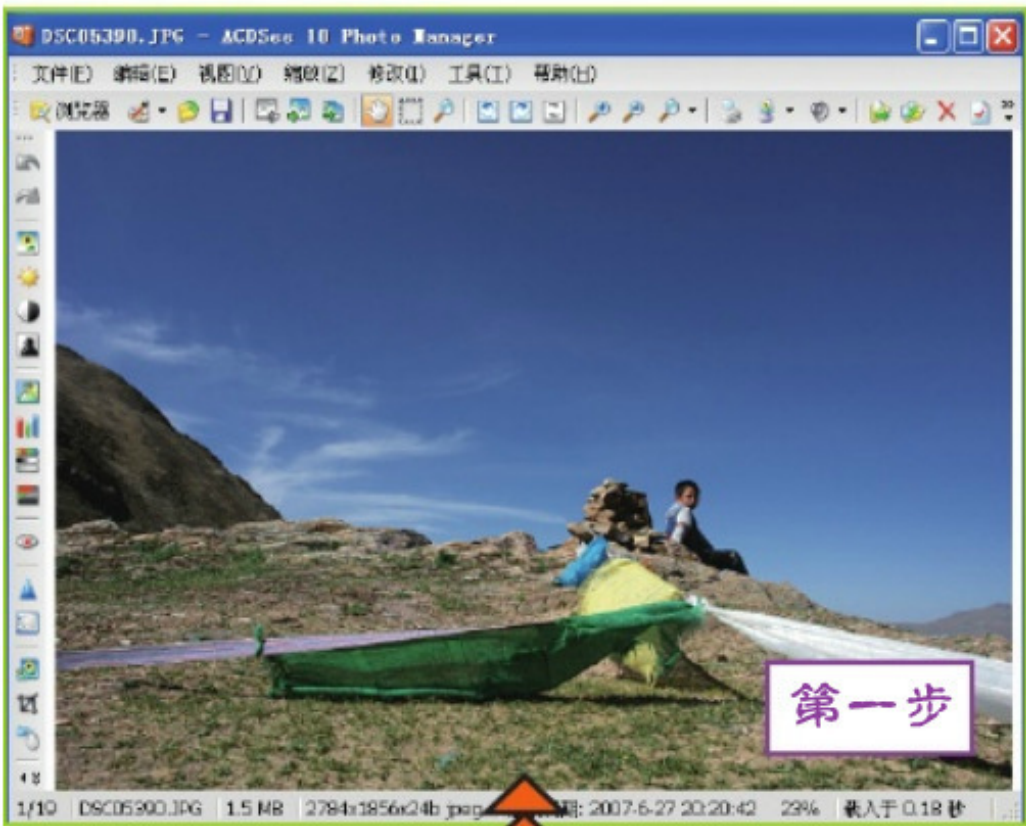 DSC05390.JPG - ACDSee 10 Photo Manager
文件(F) 编辑(E) 视图(V) 缩放(Z) 修改(I) 工具(T) 帮助(H)
浏览器
第一步
1/19 DSC05390.JPG 1.5 MB 2784x1856x24b jpeg 期: 2007-6-27 20:20:42 23% 载入于 0.18 秒